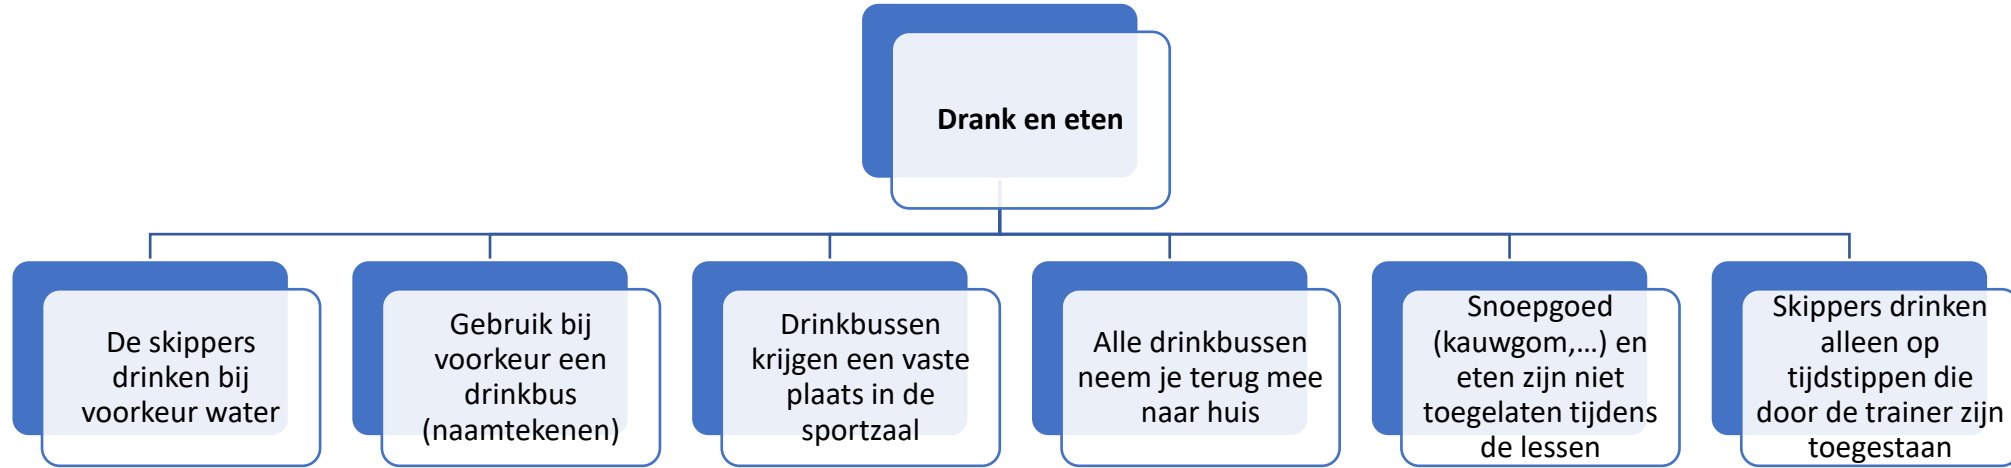 Drank en eten
De skippers
drinken bij
voorkeur water
Gebruik bij
voorkeur een
drinkbus
(naamtekenen)
Drinkbussen
krijgen een vaste
plaats in de
sportzaal
Alle drinkbussen
neem je terug mee
naar huis
Snoepgoed
(kauwgom,...) en
eten zijn niet
toegelaten tijdens
de lessen
Skippers drinken
alleen op
tijdstippen die
door de trainer zijn
toegestaan